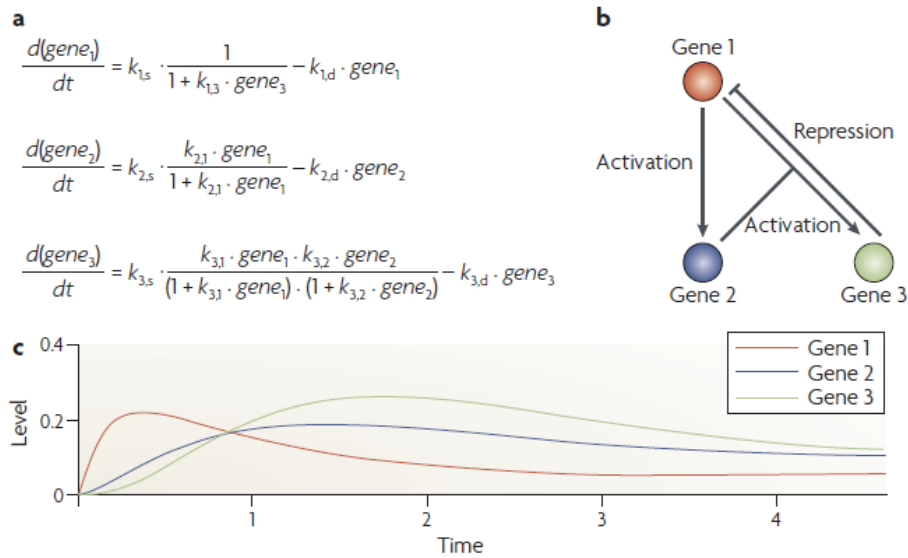 a
d(gene₁)/dt = k₁,ₛ · 1/(1 + k₁,₃ · gene₃) − k₁,d · gene₁
d(gene₂)/dt = k₂,ₛ · k₂,₁ · gene₁/(1 + k₂,₁ · gene₁) − k₂,d · gene₂
d(gene₃)/dt = k₃,ₛ · k₃,₁ · gene₁ · k₃,₂ · gene₂/((1 + k₃,₁ · gene₁) · (1 + k₃,₂ · gene₂)) − k₃,d · gene₃
b
Gene 1
Repression
Activation
Activation
Gene 2
Gene 3
c
0.4
0.2
0
Level
Gene 1
Gene 2
Gene 3
1
2
3
4
Time